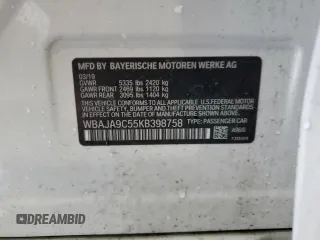 MFD BY BAYERISCHE MOTOREN WERKE AG
03/19
GVWR 5335 lbs 2420 kg
GAWR FRONT 2469 lbs 1120 kg
GAWR REAR 3095 lbs 1404 kg
THIS VEHICLE CONFORMS TO ALL APPLICABLE U.S. FEDERAL
MOTOR VEHICLE SAFETY, BUMPER, AND THEFT PREVENTION
STANDARDS IN EFFECT ON THE DATE OF MANUFACTURE SHOWN ABOVE.
WBAJA9C55KB398758 TYPE: PASSENGER CAR